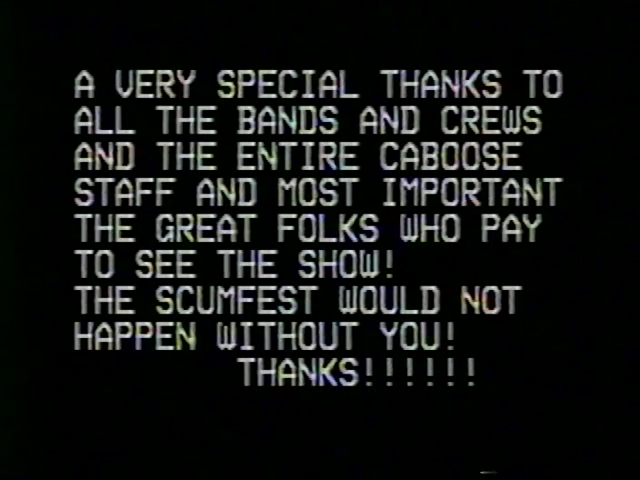 A VERY SPECIAL THANKS TO
ALL THE BANDS AND CREWS
AND THE ENTIRE CABOOSE
STAFF AND MOST IMPORTANT
THE GREAT FOLKS WHO PAY
TO SEE THE SHOW!
THE SCUMFEST WOULD NOT
HAPPEN WITHOUT YOU!
THANKS!!!!!!